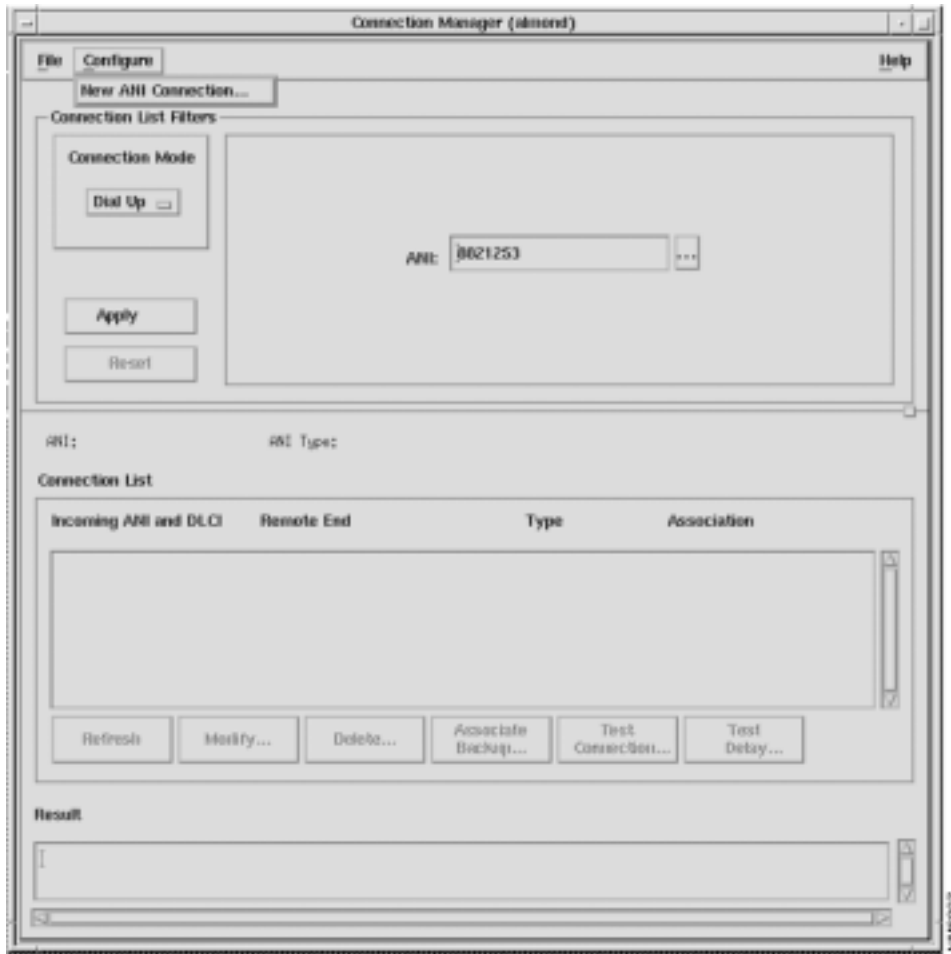 Connection Manager (almond)
File Configure Help
New ANI Connection...
Connection List Filters
Connection Mode
Dial Up
ANI: 8021253 ...
Apply
Reset
ANI: ANI Type:
Connection List
Incoming ANI and DLCI Remote End Type Association
Refresh Modify... Delete... Associate Backup... Test Connection... Test Delay...
Result